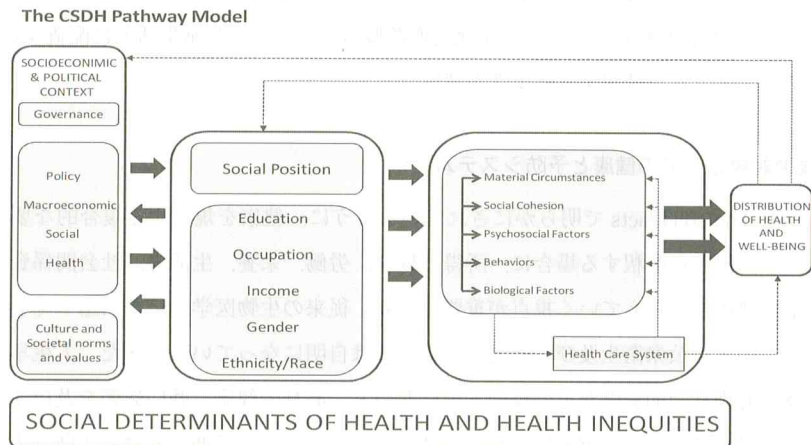 The CSDH Pathway Model
SOCIOECONIMIC
& POLITICAL
CONTEXT
Governance
Policy
Macroeconomic
Social
Health
Culture and
Societal norms
and values
Social Position
Education
Occupation
Income
Gender
Ethnicity/Race
Material Circumstances
Social Cohesion
Psychosocial Factors
Behaviors
Biological Factors
Health Care System
DISTRIBUTION
OF HEALTH
AND
WELL-BEING
SOCIAL DETERMINANTS OF HEALTH AND HEALTH INEQUITIES